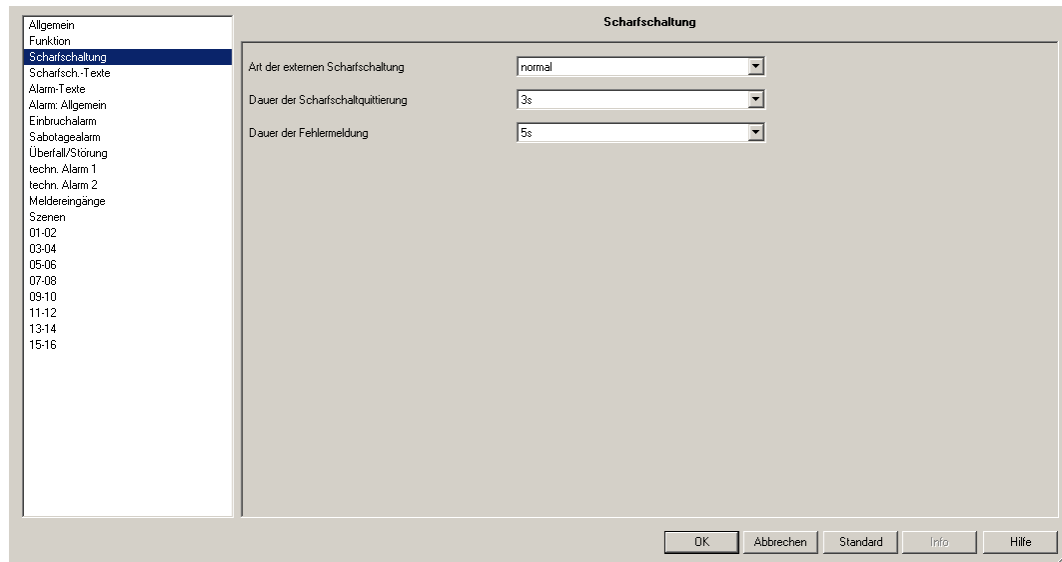 Allgemein
Funktion
Scharfschaltung
Scharfsch.-Texte
Alarm-Texte
Alarm: Allgemein
Einbruchalarm
Sabotagealarm
Überfall/Störung
techn. Alarm 1
techn. Alarm 2
Meldereingänge
Szenen
01-02
03-04
05-06
07-08
09-10
11-12
13-14
15-16
Scharfschaltung
Art der externen Scharfschaltung normal
Dauer der Scharfschaltquittierung 3s
Dauer der Fehlermeldung 5s
OK Abbrechen Standard Info Hilfe